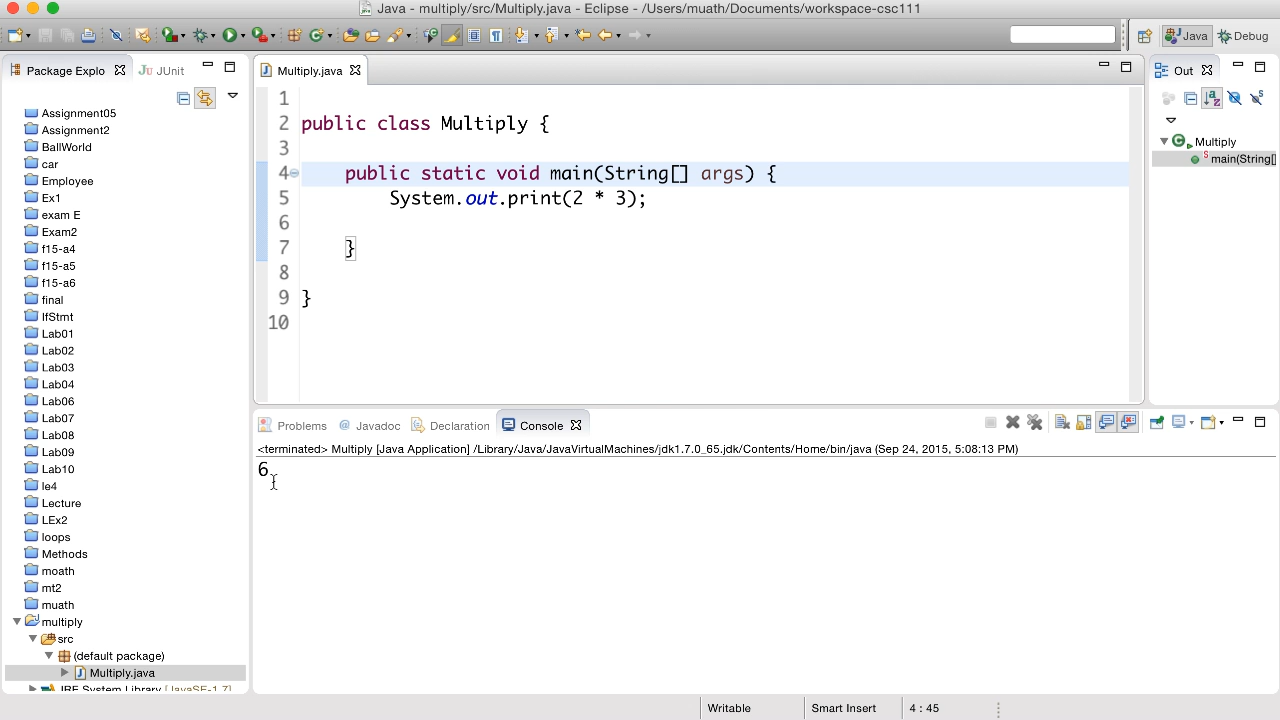 Java - multiply/src/Multiply.java - Eclipse - /Users/muath/Documents/workspace-csc111
Java
Debug
Package Explo
JUnit
Assignment05
Assignment2
BallWorld
car
Employee
Ex1
exam E
Exam2
f15-a4
f15-a5
f15-a6
final
IfStmt
Lab01
Lab02
Lab03
Lab04
Lab06
Lab07
Lab08
Lab09
Lab10
le4
Lecture
LEx2
loops
Methods
moath
mt2
muath
multiply
src
(default package)
Multiply.java
JRE System Library [JavaSE-1.7]
Multiply.java
1
2 public class Multiply {
3
4 public static void main(String[] args) {
5 System.out.print(2 * 3);
6
7 }
8
9 }
10
Out
Multiply
main(String[]
Problems
@ Javadoc
Declaration
Console
<terminated> Multiply [Java Application] /Library/Java/JavaVirtualMachines/jdk1.7.0_65.jdk/Contents/Home/bin/java (Sep 24, 2015, 5:08:13 PM)
6
Writable
Smart Insert
4 : 45